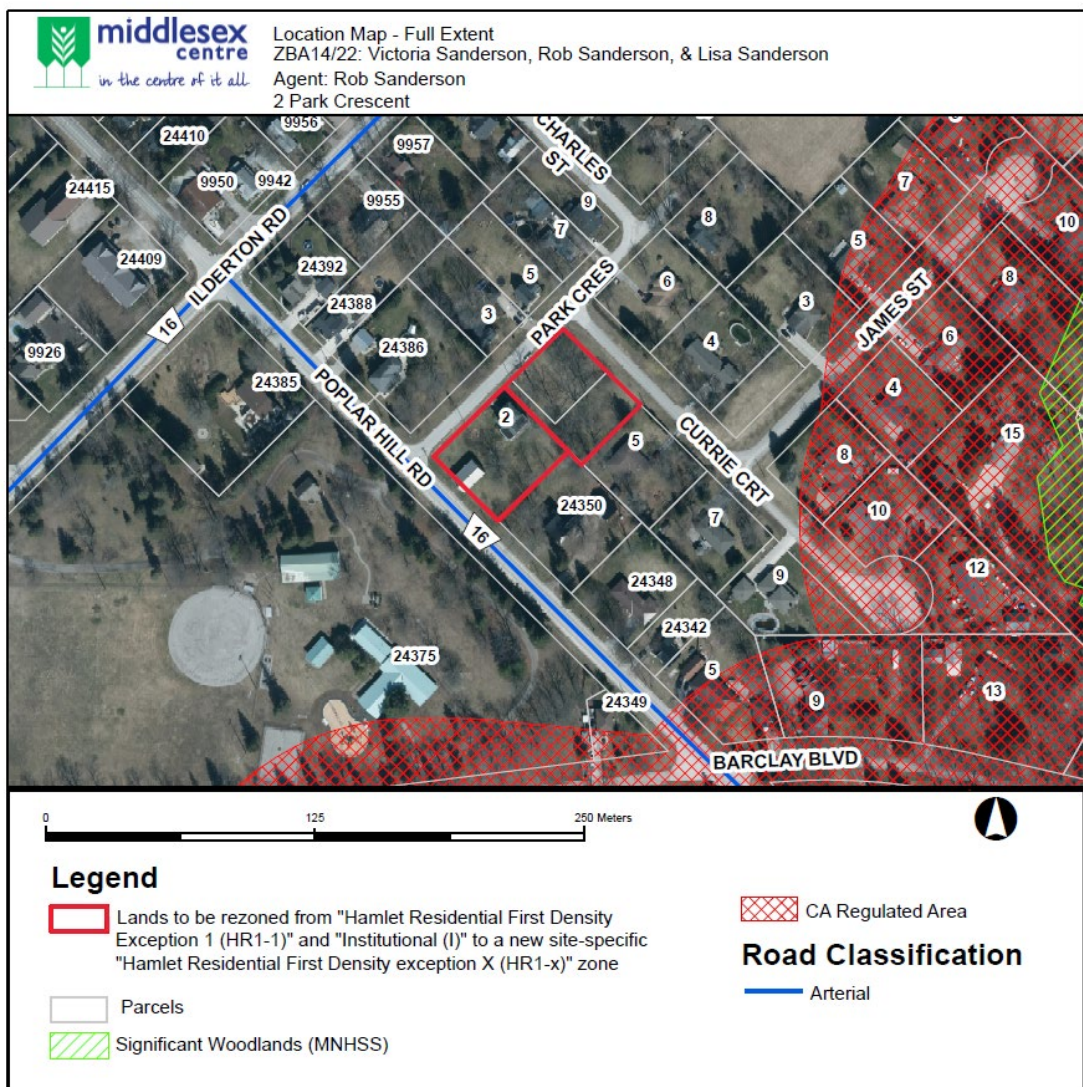 middlesex
centre
in the centre of it all
Location Map - Full Extent
ZBA14/22: Victoria Sanderson, Rob Sanderson, & Lisa Sanderson
Agent: Rob Sanderson
2 Park Crescent
24410
9956
9957
CHARLES
ST
24415
9950
9942
9955
9
7
8
7
10
24409
ILDERTON RD
24392
7
5
8
24388
5
6
3
JAMES ST
16
3
PARK CRES
9926
24386
4
6
24385
POPLAR HILL RD
4
2
5
CURRIE CRT
15
8
24350
7
10
16
24348
9
12
24342
24375
5
24349
9
13
BARCLAY BLVD
0
125
250 Meters
Legend
Lands to be rezoned from "Hamlet Residential First Density
Exception 1 (HR1-1)" and "Institutional (I)" to a new site-specific
"Hamlet Residential First Density exception X (HR1-x)" zone
Parcels
Significant Woodlands (MNHSS)
CA Regulated Area
Road Classification
Arterial